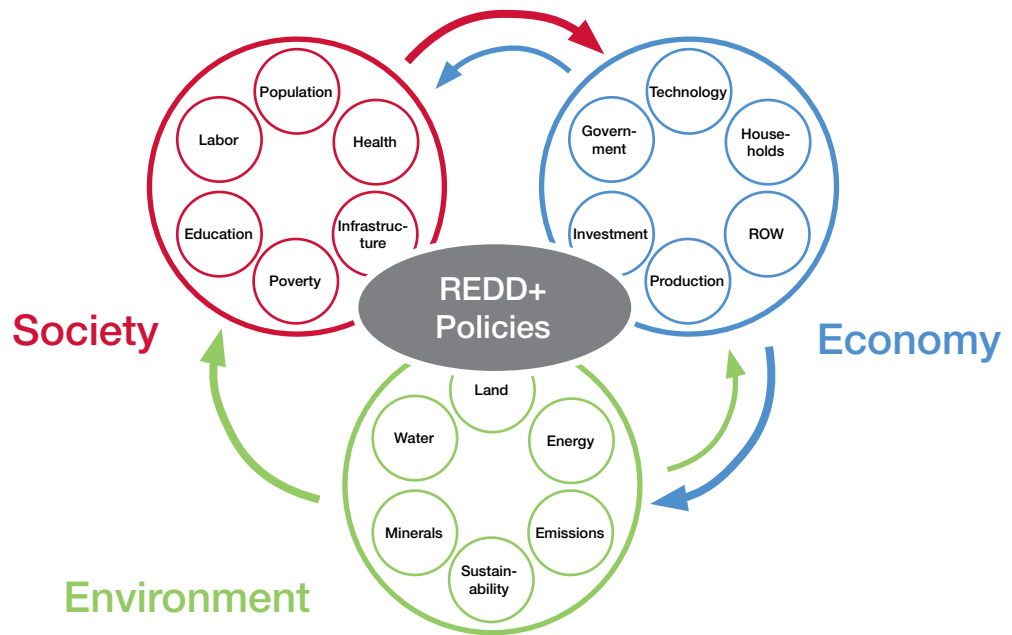 Population
Labor
Health
Education
Infrastruc-
ture
Poverty
Society
Technology
Govern-
ment
House-
holds
Investment
ROW
Production
Economy
REDD+
Policies
Land
Water
Energy
Minerals
Emissions
Sustain-
ability
Environment